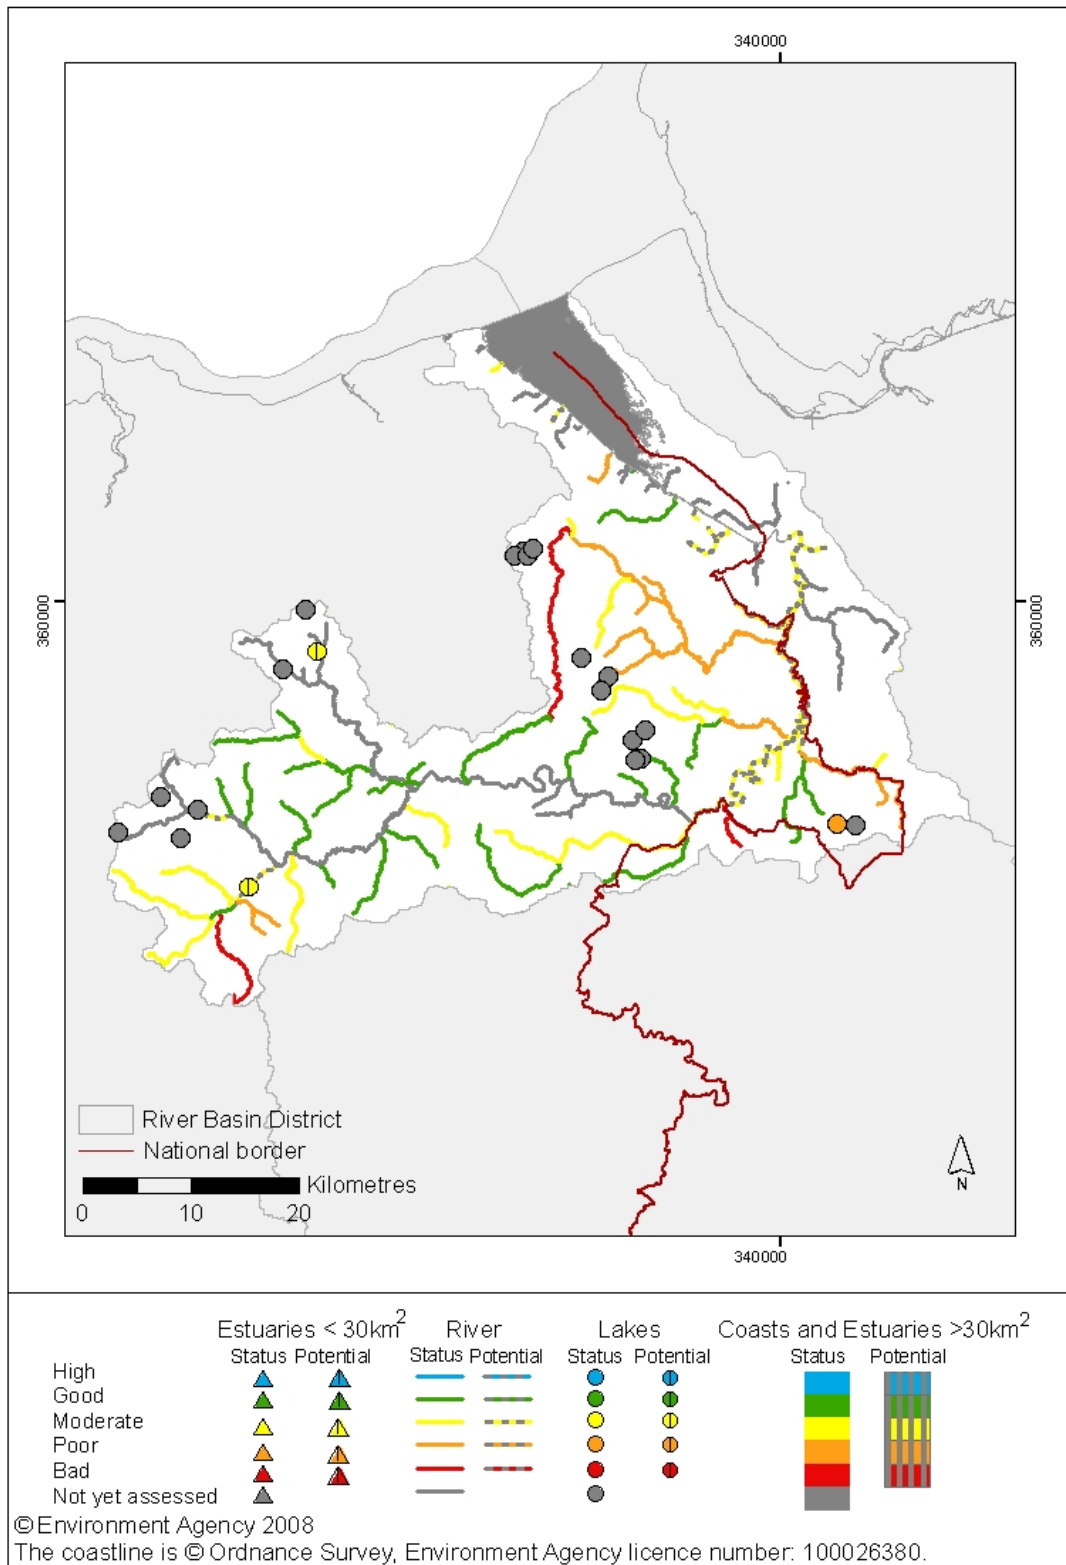 340000
360000
360000
River Basin District
National border
Kilometres
0 10 20
N
340000
Estuaries < 30km² River Lakes Coasts and Estuaries >30km²
Status Potential Status Potential Status Potential Status Potential
High
Good
Moderate
Poor
Bad
Not yet assessed
© Environment Agency 2008
The coastline is © Ordnance Survey, Environment Agency licence number: 100026380.